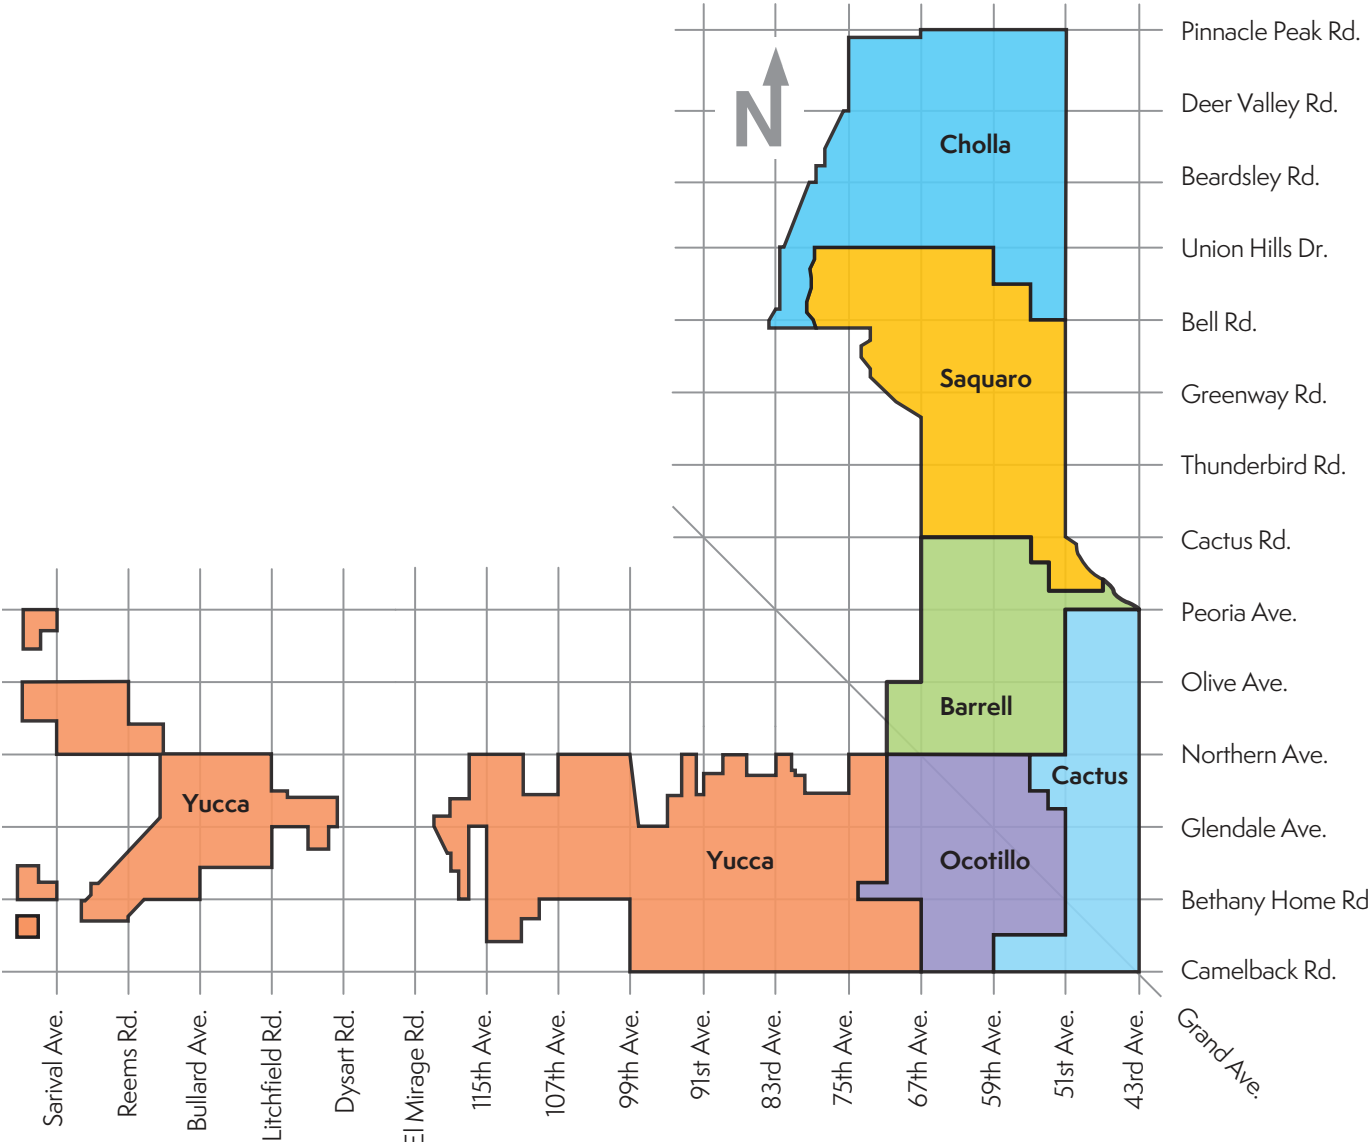 Pinnacle Peak Rd.
N
Deer Valley Rd.
Cholla
Beardsley Rd.
Union Hills Dr.
Bell Rd.
Saquaro
Greenway Rd.
Thunderbird Rd.
Cactus Rd.
Peoria Ave.
Olive Ave.
Barrell
Northern Ave.
Cactus
Yucca
Glendale Ave.
Yucca
Ocotillo
Bethany Home Rd
Camelback Rd.
Sarival Ave.
Reems Rd.
Bullard Ave.
Litchfield Rd.
Dysart Rd.
El Mirage Rd.
115th Ave.
107th Ave.
99th Ave.
91st Ave.
83rd Ave.
75th Ave.
67th Ave.
59th Ave.
51st Ave.
43rd Ave.
Grand Ave.